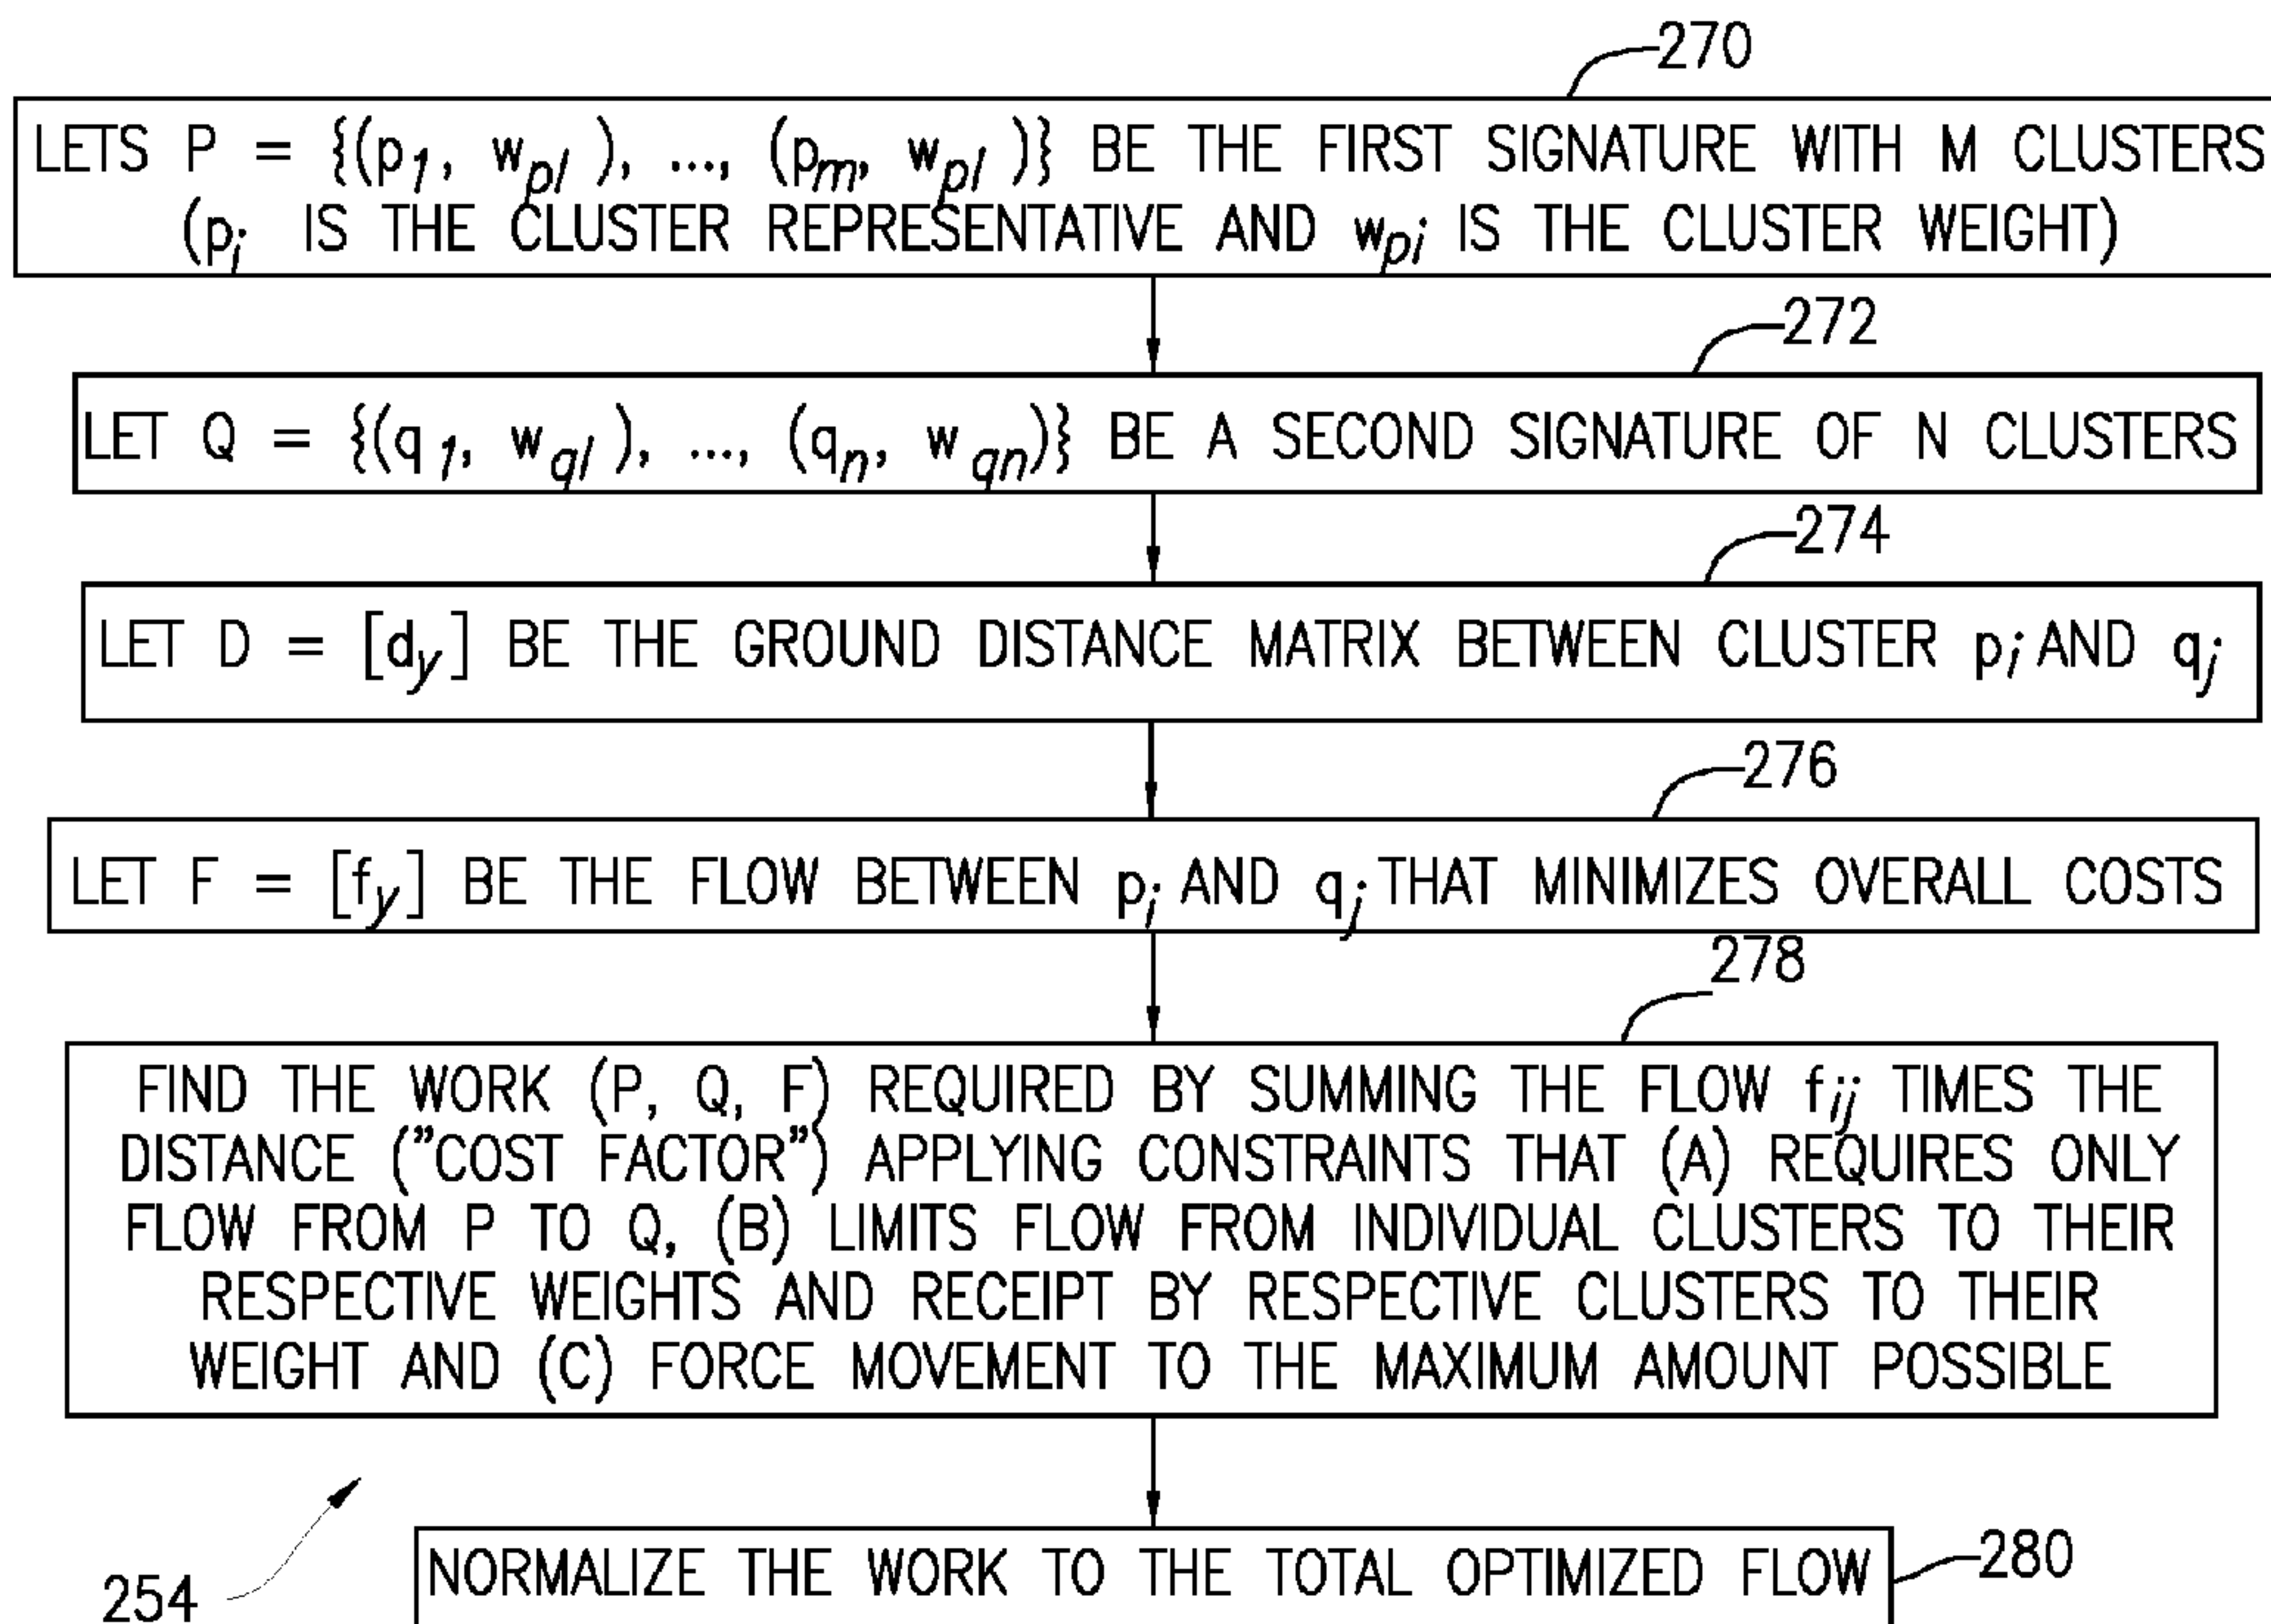 270
LETS P = {(p1, wpl), ..., (pm, wpl)} BE THE FIRST SIGNATURE WITH M CLUSTERS
(pi IS THE CLUSTER REPRESENTATIVE AND wpi IS THE CLUSTER WEIGHT)
272
LET Q = {(q1, wql), ..., (qn, wqn)} BE A SECOND SIGNATURE OF N CLUSTERS
274
LET D = [dy] BE THE GROUND DISTANCE MATRIX BETWEEN CLUSTER pi AND qj
276
LET F = [fy] BE THE FLOW BETWEEN pi AND qj THAT MINIMIZES OVERALL COSTS
278
FIND THE WORK (P, Q, F) REQUIRED BY SUMMING THE FLOW fij TIMES THE
DISTANCE ("COST FACTOR") APPLYING CONSTRAINTS THAT (A) REQUIRES ONLY
FLOW FROM P TO Q, (B) LIMITS FLOW FROM INDIVIDUAL CLUSTERS TO THEIR
RESPECTIVE WEIGHTS AND RECEIPT BY RESPECTIVE CLUSTERS TO THEIR
WEIGHT AND (C) FORCE MOVEMENT TO THE MAXIMUM AMOUNT POSSIBLE
NORMALIZE THE WORK TO THE TOTAL OPTIMIZED FLOW
280
254